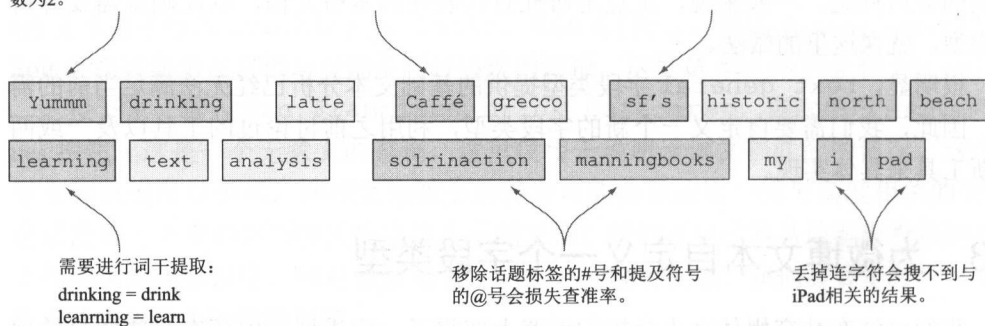 数为2。
Yummm drinking latte Caffé grecco sf's historic north beach
learning text analysis solrinaction manningbooks my i pad
需要进行词干提取：
drinking = drink
leanrning = learn
移除话题标签的#号和提及符号
的@号会损失查准率。
丢掉连字符会搜不到与
iPad相关的结果。